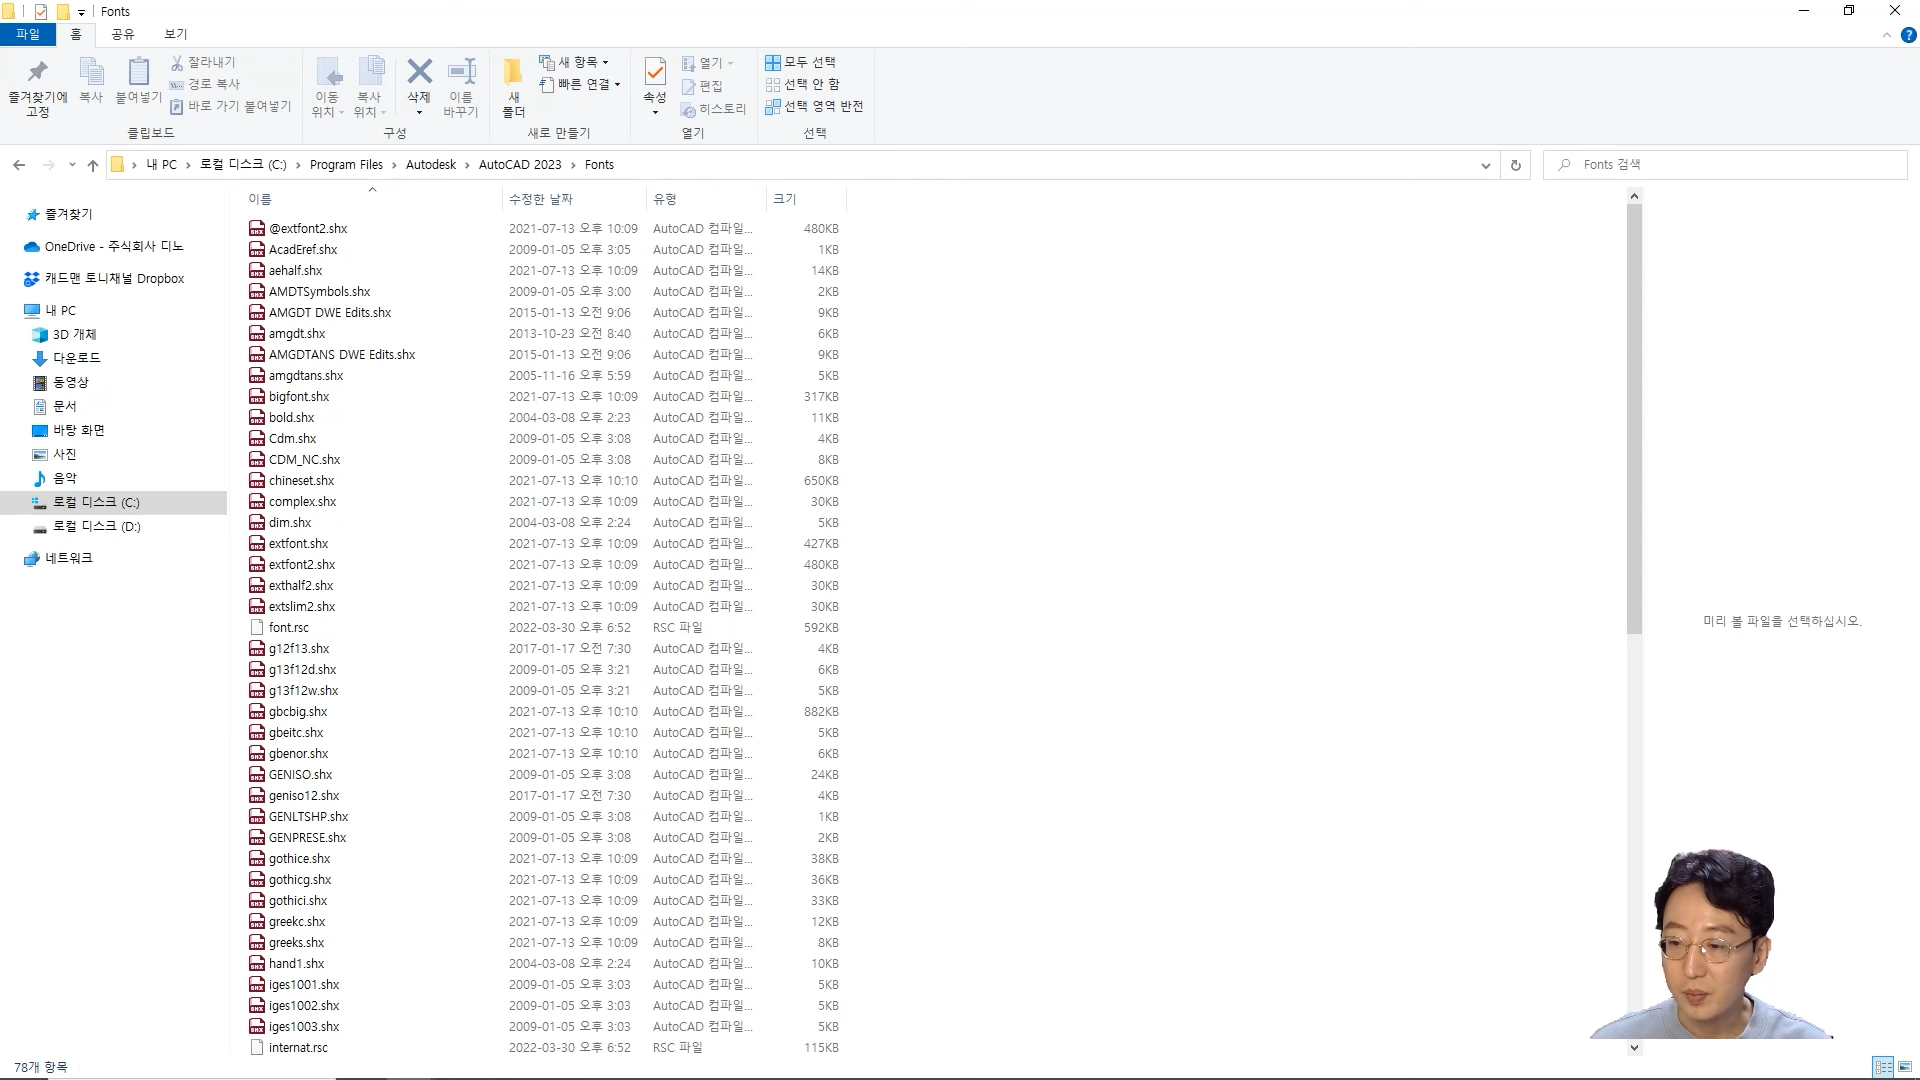 Fonts
파일 홈 공유 보기
즐겨찾기에 고정
복사
붙여넣기
잘라내기
경로 복사
바로 가기 붙여넣기
클립보드
이동 위치
복사 위치
삭제
이름 바꾸기
구성
새 폴더
새 항목
빠른 연결
새로 만들기
속성
열기
편집
히스토리
열기
모두 선택
선택 안 함
선택 영역 반전
선택
내 PC > 로컬 디스크 (C:) > Program Files > Autodesk > AutoCAD 2023 > Fonts
Fonts 검색
즐겨찾기
OneDrive - 주식회사 디노
캐드맨 토니채널 Dropbox
내 PC
3D 개체
다운로드
동영상
문서
바탕 화면
사진
음악
로컬 디스크 (C:)
로컬 디스크 (D:)
네트워크
이름 수정한 날짜 유형 크기
@extfont2.shx 2021-07-13 오후 10:09 AutoCAD 컴파일... 480KB
AcadEref.shx 2009-01-05 오후 3:05 AutoCAD 컴파일... 1KB
aehalf.shx 2021-07-13 오후 10:09 AutoCAD 컴파일... 14KB
AMDTSymbols.shx 2009-01-05 오후 3:00 AutoCAD 컴파일... 2KB
AMGDT DWE Edits.shx 2015-01-13 오전 9:06 AutoCAD 컴파일... 9KB
amgdt.shx 2013-10-23 오전 8:40 AutoCAD 컴파일... 6KB
AMGDTANS DWE Edits.shx 2015-01-13 오전 9:06 AutoCAD 컴파일... 9KB
amgdtans.shx 2005-11-16 오후 5:59 AutoCAD 컴파일... 5KB
bigfont.shx 2021-07-13 오후 10:09 AutoCAD 컴파일... 317KB
bold.shx 2004-03-08 오후 2:23 AutoCAD 컴파일... 11KB
Cdm.shx 2009-01-05 오후 3:08 AutoCAD 컴파일... 4KB
CDM_NC.shx 2009-01-05 오후 3:08 AutoCAD 컴파일... 8KB
chineset.shx 2021-07-13 오후 10:10 AutoCAD 컴파일... 650KB
complex.shx 2021-07-13 오후 10:09 AutoCAD 컴파일... 30KB
dim.shx 2004-03-08 오후 2:24 AutoCAD 컴파일... 5KB
extfont.shx 2021-07-13 오후 10:09 AutoCAD 컴파일... 427KB
extfont2.shx 2021-07-13 오후 10:09 AutoCAD 컴파일... 480KB
exthalf2.shx 2021-07-13 오후 10:09 AutoCAD 컴파일... 30KB
extslim2.shx 2021-07-13 오후 10:09 AutoCAD 컴파일... 30KB
font.rsc 2022-03-30 오후 6:52 RSC 파일 592KB
g12f13.shx 2017-01-17 오전 7:30 AutoCAD 컴파일... 4KB
g13f12d.shx 2009-01-05 오후 3:21 AutoCAD 컴파일... 6KB
g13f12w.shx 2009-01-05 오후 3:21 AutoCAD 컴파일... 5KB
gbcbig.shx 2021-07-13 오후 10:10 AutoCAD 컴파일... 882KB
gbeitc.shx 2021-07-13 오후 10:10 AutoCAD 컴파일... 5KB
gbenor.shx 2021-07-13 오후 10:10 AutoCAD 컴파일... 6KB
GENISO.shx 2009-01-05 오후 3:08 AutoCAD 컴파일... 24KB
geniso12.shx 2017-01-17 오전 7:30 AutoCAD 컴파일... 4KB
GENLTSHP.shx 2009-01-05 오후 3:08 AutoCAD 컴파일... 1KB
GENPRESE.shx 2009-01-05 오후 3:08 AutoCAD 컴파일... 2KB
gothice.shx 2021-07-13 오후 10:09 AutoCAD 컴파일... 38KB
gothicg.shx 2021-07-13 오후 10:09 AutoCAD 컴파일... 36KB
gothici.shx 2021-07-13 오후 10:09 AutoCAD 컴파일... 33KB
greekc.shx 2021-07-13 오후 10:09 AutoCAD 컴파일... 12KB
greeks.shx 2021-07-13 오후 10:09 AutoCAD 컴파일... 8KB
hand1.shx 2004-03-08 오후 2:24 AutoCAD 컴파일... 10KB
iges1001.shx 2009-01-05 오후 3:03 AutoCAD 컴파일... 5KB
iges1002.shx 2009-01-05 오후 3:03 AutoCAD 컴파일... 5KB
iges1003.shx 2009-01-05 오후 3:03 AutoCAD 컴파일... 5KB
internat.rsc 2022-03-30 오후 6:52 RSC 파일 115KB
미리 볼 파일을 선택하십시오.
78개 항목